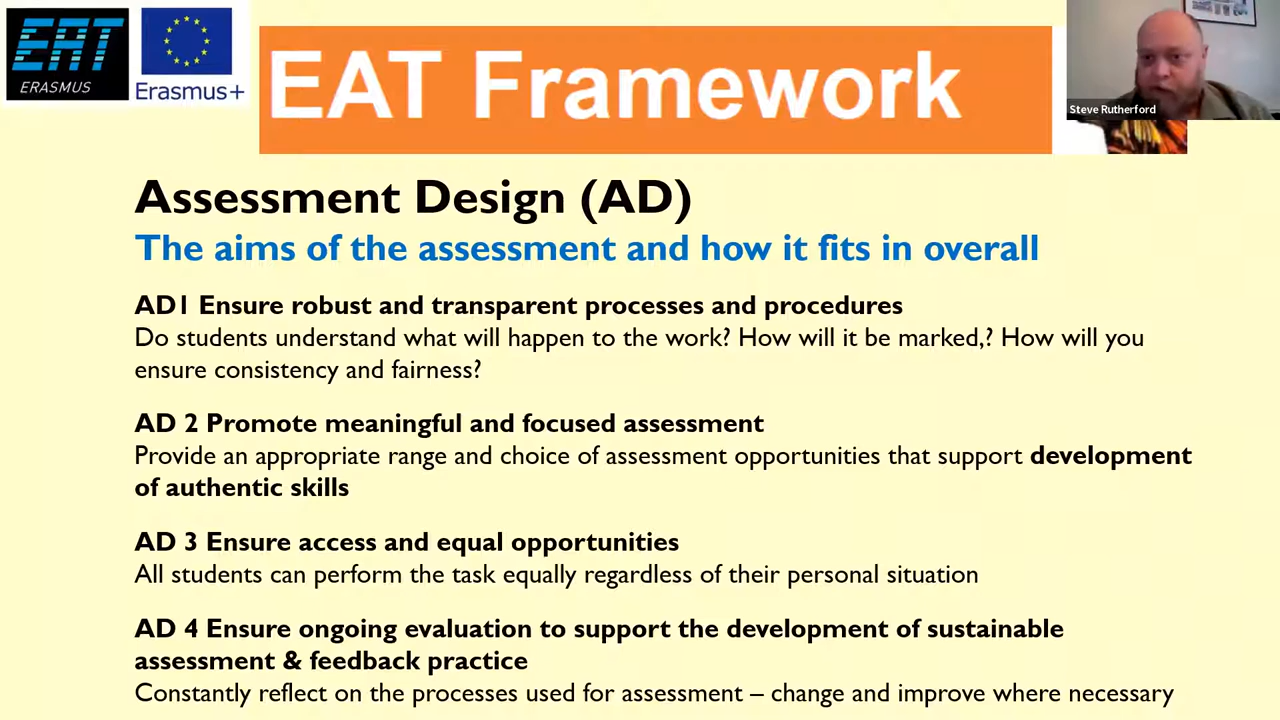 EAT
ERASMUS
Erasmus+
EAT Framework
Steve Rutherford
Assessment Design (AD)
The aims of the assessment and how it fits in overall
AD1 Ensure robust and transparent processes and procedures
Do students understand what will happen to the work? How will it be marked,? How will you
ensure consistency and fairness?
AD 2 Promote meaningful and focused assessment
Provide an appropriate range and choice of assessment opportunities that support development
of authentic skills
AD 3 Ensure access and equal opportunities
All students can perform the task equally regardless of their personal situation
AD 4 Ensure ongoing evaluation to support the development of sustainable
assessment & feedback practice
Constantly reflect on the processes used for assessment – change and improve where necessary